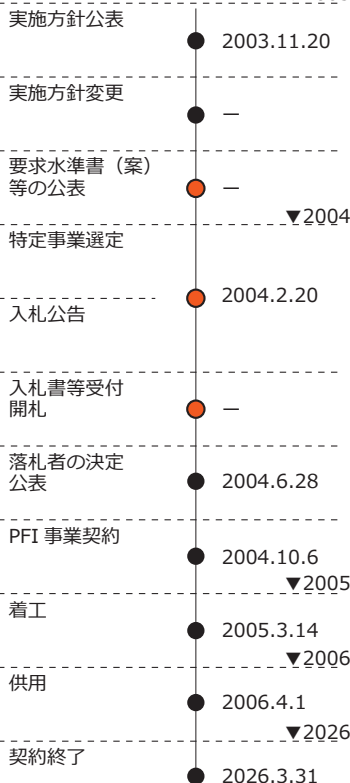 実施方針公表
2003.11.20
実施方針変更
—
要求水準書（案）
等の公表
—
▼2004
特定事業選定
2004.2.20
入札公告
入札書等受付
開札
—
落札者の決定
公表
2004.6.28
PFI 事業契約
2004.10.6
▼2005
着工
2005.3.14
▼2006
供用
2006.4.1
▼2026
契約終了
2026.3.31